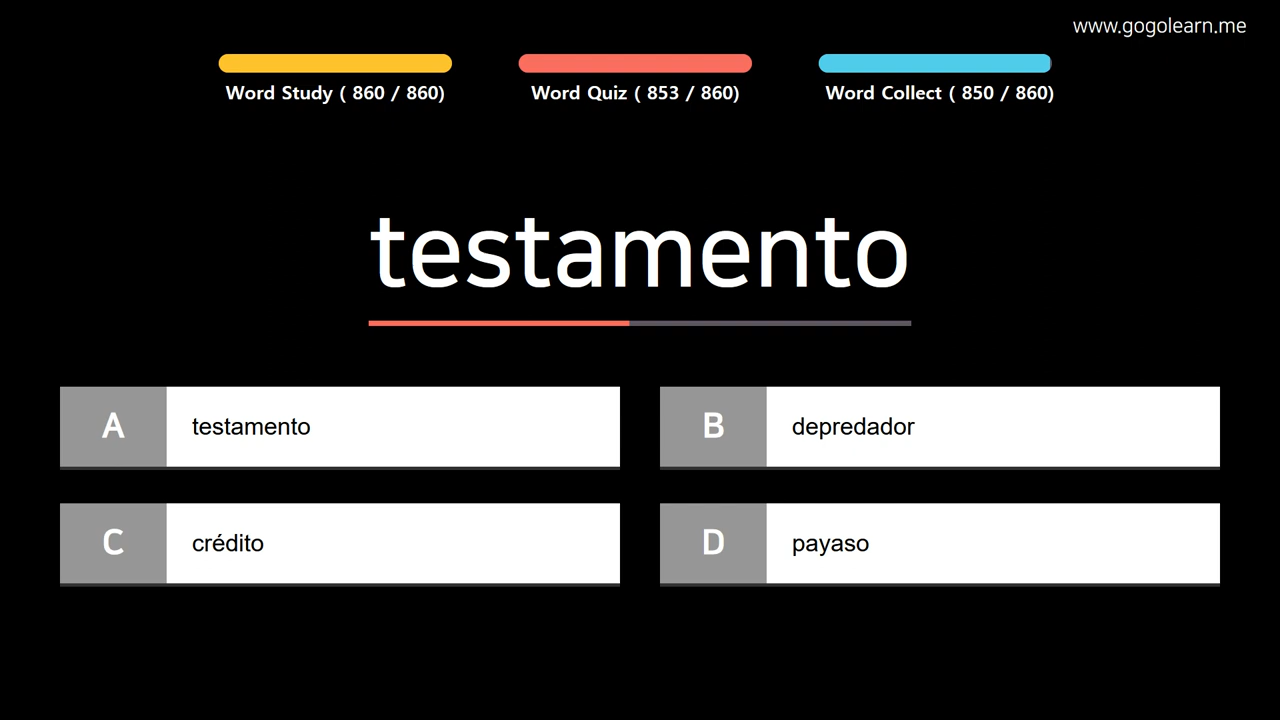 www.gogolearn.me
Word Study ( 860 / 860)
Word Quiz ( 853 / 860)
Word Collect ( 850 / 860)
testamento
A testamento
B depredador
C crédito
D payaso